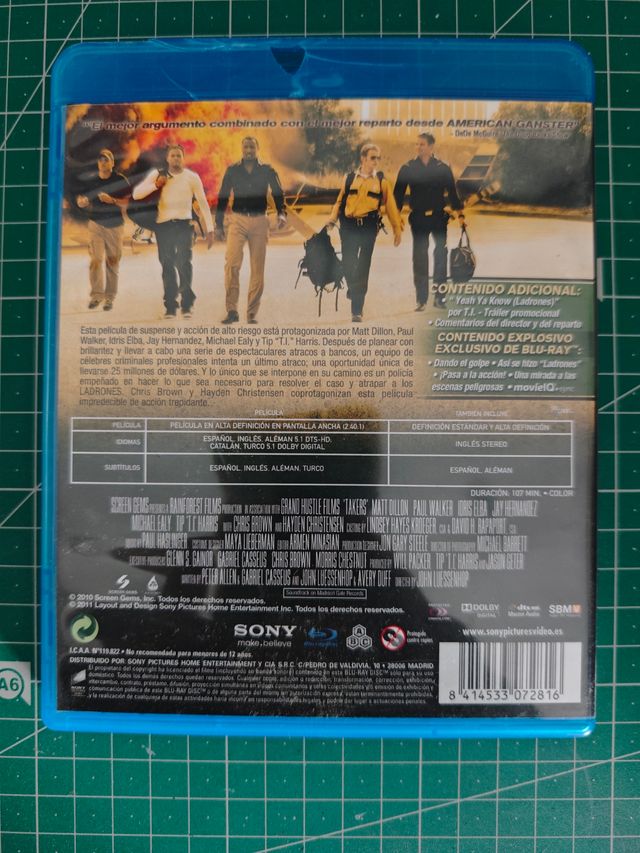 "El mejor argumento combinado con el mejor reparto desde AMERICAN GANSTER"
CONTENIDO ADICIONAL:
• "Yeah Ya Know (Ladrones)"
por T.I. - Tráiler promocional
• Comentarios del director y del reparto
CONTENIDO EXPLOSIVO
EXCLUSIVO DE BLU-RAY™:
• Dando el golpe • Así se hizo "Ladrones"
• ¡Pasa a la acción! • Una mirada a las
escenas peligrosas • movieIQ+sync
Esta película de suspense y acción de alto riesgo está protagonizada por Matt Dillon, Paul
Walker, Idris Elba, Jay Hernandez, Michael Ealy y Tip "T.I." Harris. Después de planear con
brillantez y llevar a cabo una serie de espectaculares atracos a bancos, un equipo de
célebres criminales profesionales intenta un último atraco; una oportunidad única de
llevarse 25 millones de dólares. Y lo único que se interpone en su camino es un policía
empeñado en hacer lo que sea necesario para resolver el caso y atrapar a los
LADRONES. Chris Brown y Hayden Christensen coprotagonizan esta película
impredecible de acción trepidante.
PELÍCULA TAMBIÉN INCLUYE
PELÍCULA PELÍCULA EN ALTA DEFINICIÓN EN PANTALLA ANCHA (2.40:1) DEFINICIÓN ESTÁNDAR Y ALTA DEFINICIÓN
IDIOMAS ESPAÑOL, INGLÉS, ALÉMAN 5.1 DTS-HD. INGLÉS STEREO
CATALÁN, TURCO 5.1 DOLBY DIGITAL
SUBTÍTULOS ESPAÑOL, INGLÉS, ALÉMAN, TURCO ESPAÑOL, ALÉMAN
DURACIÓN: 107 MIN. • COLOR
SCREEN GEMS PRESENTA A RAINFOREST FILMS PRODUCTION IN ASSOCIATION WITH GRAND HUSTLE FILMS "TAKERS" MATT DILLON PAUL WALKER IDRIS ELBA JAY HERNANDEZ
MICHAEL EALY TIP "T.I." HARRIS WITH CHRIS BROWN AND HAYDEN CHRISTENSEN CASTING BY LINDSEY HAYES KROEGER, CSA & DAVID H. RAPAPORT, CSA
MUSIC BY PAUL HASLINGER COSTUME DESIGNER MAYA LIEBERMAN EDITOR ARMEN MINASIAN PRODUCTION DESIGNER JON GARY STEELE DIRECTOR OF PHOTOGRAPHY MICHAEL BARRETT
EXECUTIVE PRODUCERS GLENN S. GAINOR GABRIEL CASSEUS CHRIS BROWN MORRIS CHESTNUT PRODUCED BY WILL PACKER TIP "T.I." HARRIS AND JASON GETER
WRITTEN BY PETER ALLEN & GABRIEL CASSEUS AND JOHN LUESSENHOP & AVERY DUFF DIRECTED BY JOHN LUESSENHOP
SCREEN GEMS
Soundtrack on Madison Gate Records
© 2010 Screen Gems, Inc. Todos los derechos reservados.
© 2011 Layout and Design Sony Pictures Home Entertainment Inc. Todos los derechos reservados.
DOLBY DIGITAL dts-HD Master Audio SBMV
SONY
make.believe
Blu-ray Disc
A B C
Protegido contra copias
www.sonypicturesvideo.es
I.C.A.A. Nº119.822 • No recomendada para menores de 12 años.
DISTRIBUIDO POR SONY PICTURES HOME ENTERTAINMENT Y CIA S.R.C. C/PEDRO DE VALDIVIA, 10 • 28006 MADRID
8 414533 072816
A6